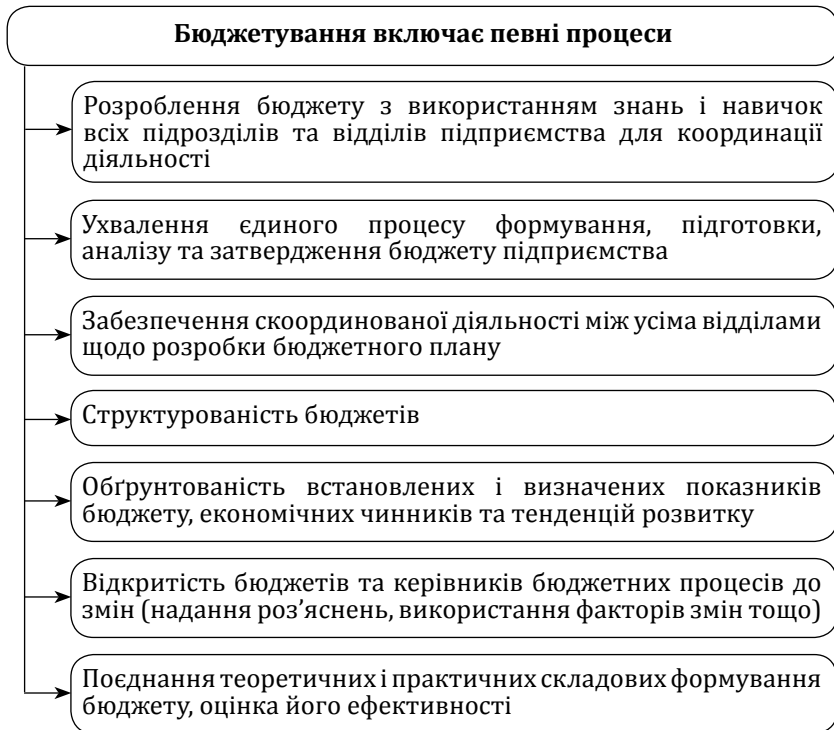 Бюджетування включає певні процеси
Розроблення бюджету з використанням знань і навичок
всіх підрозділів та відділів підприємства для координації
діяльності
Ухвалення єдиного процесу формування, підготовки,
аналізу та затвердження бюджету підприємства
Забезпечення скоординованої діяльності між усіма відділами
щодо розробки бюджетного плану
Структурованість бюджетів
Обґрунтованість встановлених і визначених показників
бюджету, економічних чинників та тенденцій розвитку
Відкритість бюджетів та керівників бюджетних процесів до
змін (надання роз’яснень, використання факторів змін тощо)
Поєднання теоретичних і практичних складових формування
бюджету, оцінка його ефективності